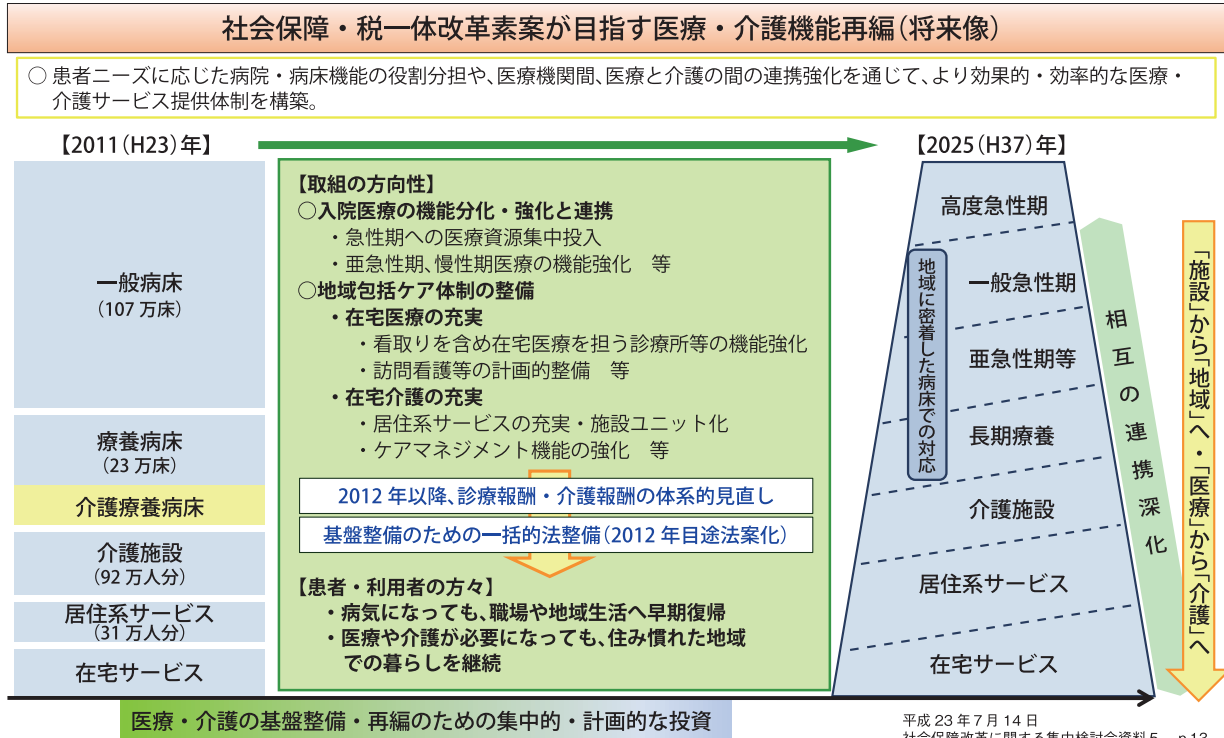 社会保障・税一体改革素案が目指す医療・介護機能再編（将来像）
○ 患者ニーズに応じた病院・病床機能の役割分担や、医療機関間、医療と介護の間の連携強化を通じて、より効果的・効率的な医療・
介護サービス提供体制を構築。
【2011（H23）年】
一般病床
（107 万床）
療養病床
（23 万床）
介護療養病床
介護施設
（92 万人分）
居住系サービス
（31 万人分）
在宅サービス
【取組の方向性】
○入院医療の機能分化・強化と連携
・急性期への医療資源集中投入
・亜急性期、慢性期医療の機能強化　等
○地域包括ケア体制の整備
・在宅医療の充実
・看取りを含め在宅医療を担う診療所等の機能強化
・訪問看護等の計画的整備　等
・在宅介護の充実
・居住系サービスの充実・施設ユニット化
・ケアマネジメント機能の強化　等
2012 年以降、診療報酬・介護報酬の体系的見直し
基盤整備のための一括的法整備（2012 年目途法案化）
【患者・利用者の方々】
・病気になっても、職場や地域生活へ早期復帰
・医療や介護が必要になっても、住み慣れた地域
での暮らしを継続
【2025（H37）年】
高度急性期
一般急性期
亜急性期等
長期療養
介護施設
居住系サービス
在宅サービス
地域に密着した病床での対応
相互の連携深化
「施設」から「地域」へ・「医療」から「介護」へ
医療・介護の基盤整備・再編のための集中的・計画的な投資
平成 23 年 7 月 14 日
社会保障改革に関する集中検討会資料 5　p.13